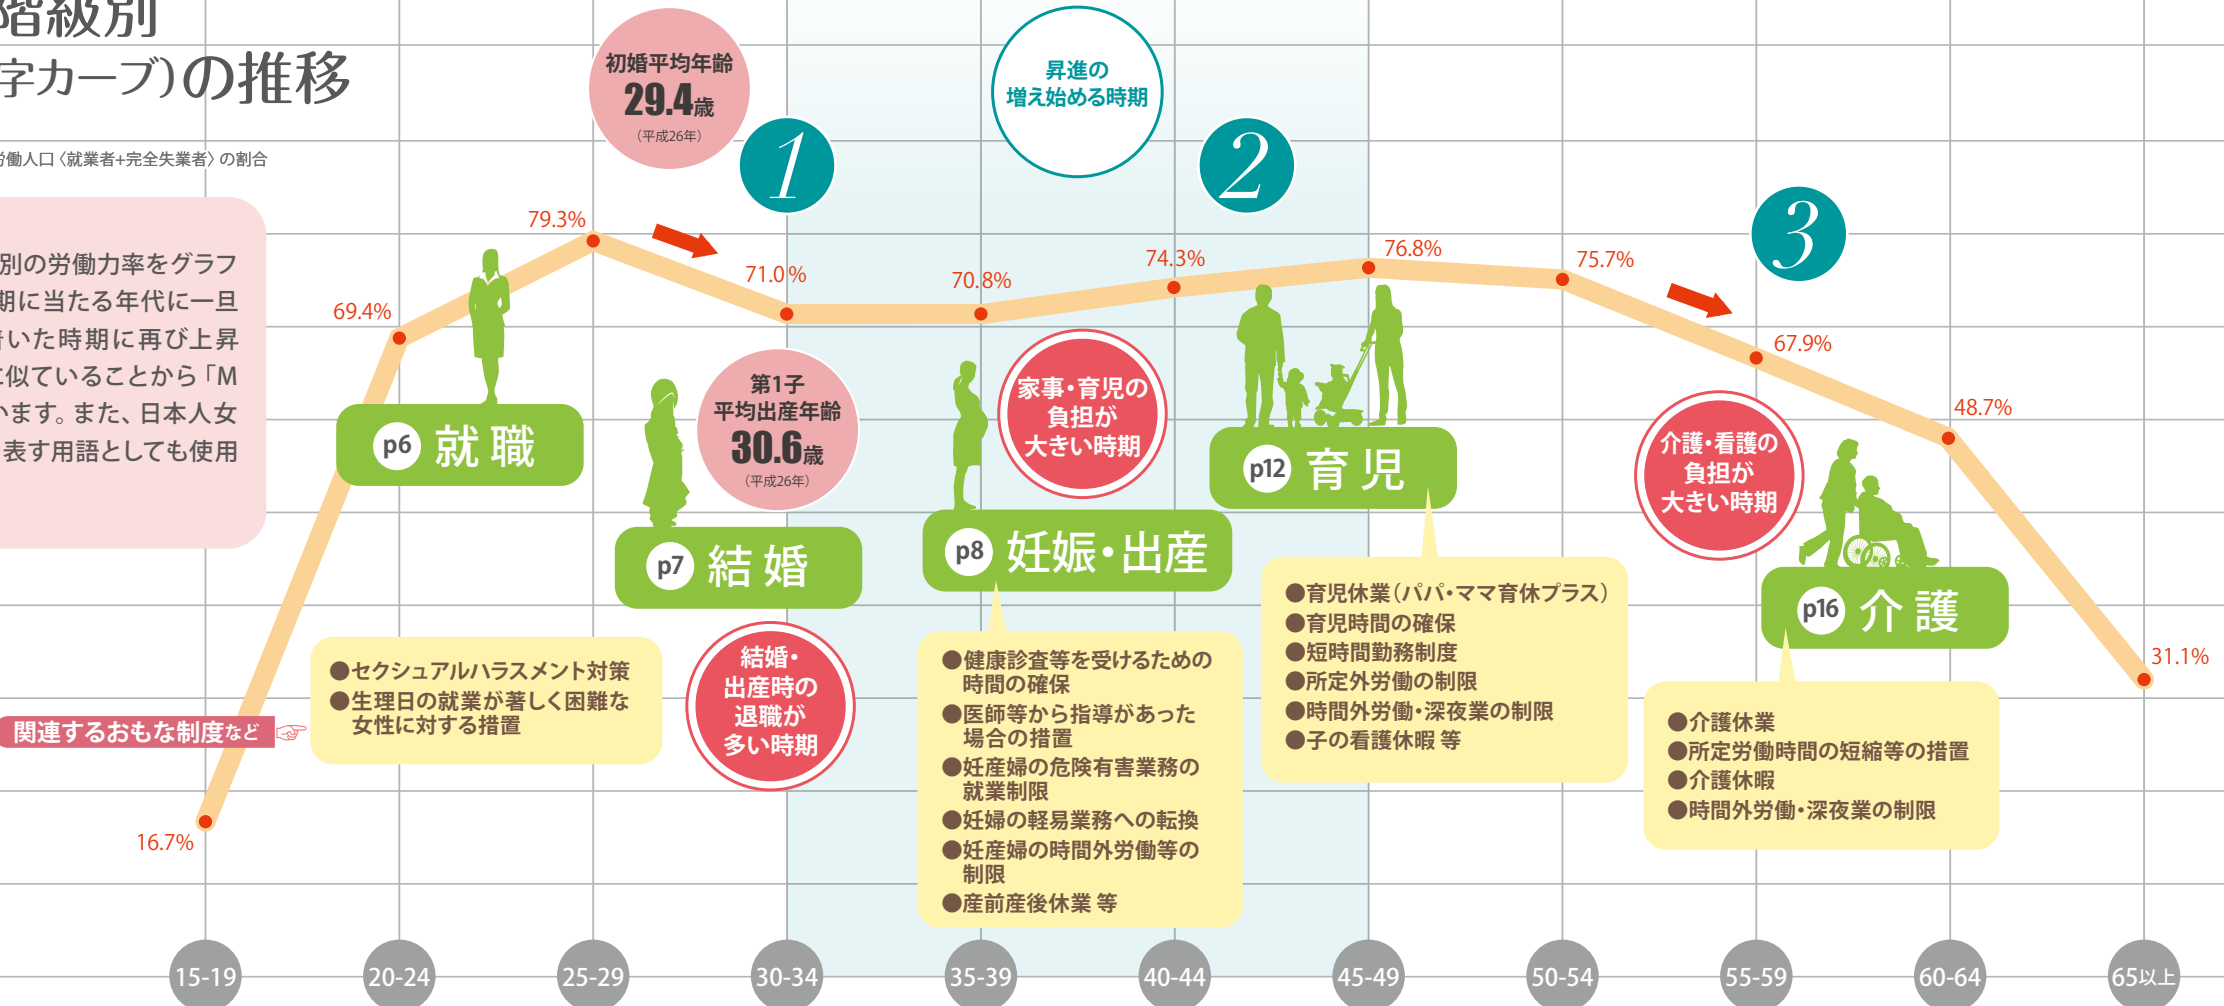 階級別
字カーブ）の推移
労働人口〈就業者+完全失業者〉の割合
別の労働力率をグラフ
期に当たる年代に一旦
着いた時期に再び上昇
に似ていることから「M
います。また、日本人女
表す用語としても使用
初婚平均年齢
29.4歳
（平成26年）
1
昇進の
増え始める時期
2
3
16.7%
69.4%
79.3%
71.0%
70.8%
74.3%
76.8%
75.7%
67.9%
48.7%
31.1%
p6 就職
第1子
平均出産年齢
30.6歳
（平成26年）
p7 結婚
家事・育児の
負担が
大きい時期
p8 妊娠・出産
p12 育児
介護・看護の
負担が
大きい時期
p16 介護
関連するおもな制度など ☞
●セクシュアルハラスメント対策
●生理日の就業が著しく困難な
女性に対する措置
結婚・
出産時の
退職が
多い時期
●健康診査等を受けるための
時間の確保
●医師等から指導があった
場合の措置
●妊産婦の危険有害業務の
就業制限
●妊婦の軽易業務への転換
●妊産婦の時間外労働等の
制限
●産前産後休業 等
●育児休業（パパ・ママ育休プラス）
●育児時間の確保
●短時間勤務制度
●所定外労働の制限
●時間外労働・深夜業の制限
●子の看護休暇 等
●介護休業
●所定労働時間の短縮等の措置
●介護休暇
●時間外労働・深夜業の制限
15-19
20-24
25-29
30-34
35-39
40-44
45-49
50-54
55-59
60-64
65以上